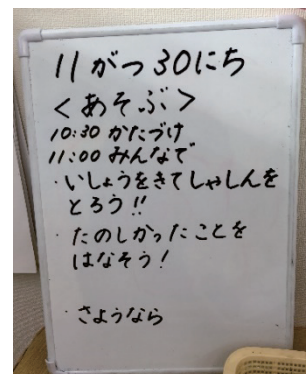 11がつ30にち
<あそぶ>
10:30 かたづけ
11:00 みんなで
・いしょうをきてしゃしんを
とろう!!
・たのしかったことを
はなそう!
・さようなら